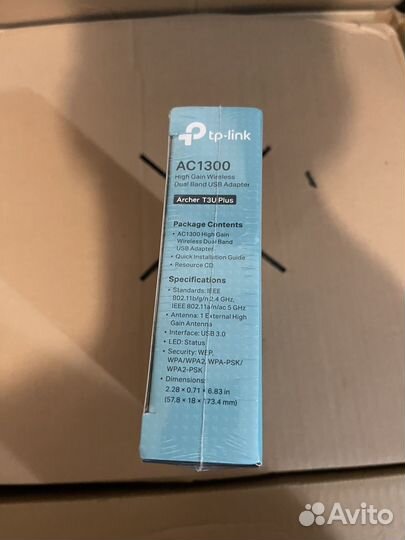 tp-link
AC1300
High Gain Wireless
Dual Band USB Adapter
Archer T3U Plus
Package Contents
• AC1300 High Gain
Wireless Dual Band
USB Adapter
• Quick Installation Guide
• Resource CD
Specifications
• Standards: IEEE
802.11b/g/n 2.4 GHz,
IEEE 802.11a/n/ac 5 GHz
• Antenna: 1 External High
Gain Antenna
• Interface: USB 3.0
• LED: Status
• Security: WEP,
WPA/WPA2, WPA-PSK/
WPA2-PSK
• Dimensions:
2.28 × 0.71 × 6.83 in
(57.8 × 18 × 173.4 mm)
Avito